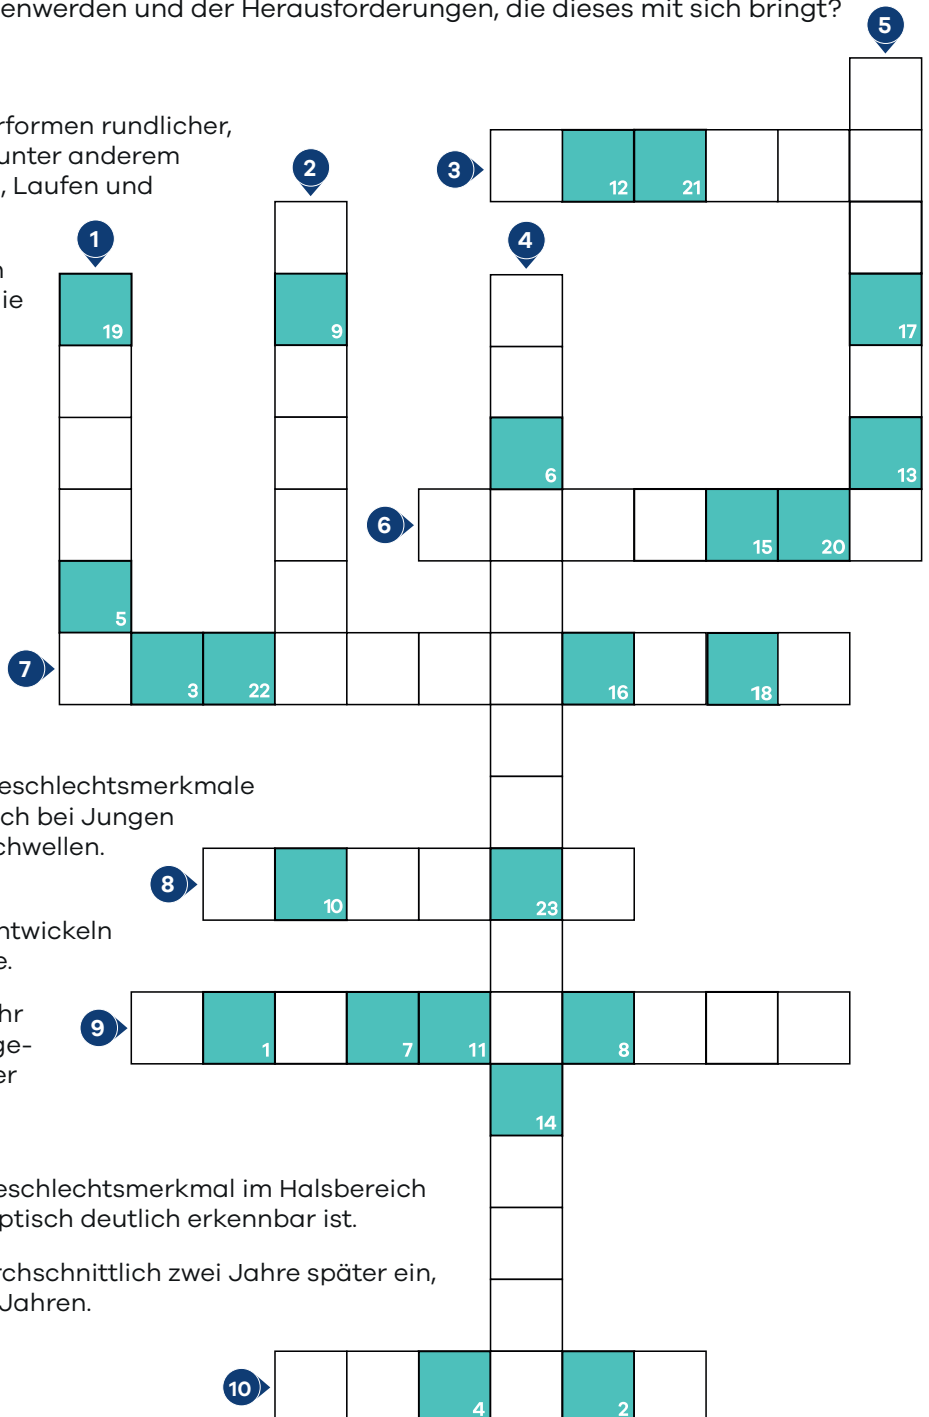 enwerden und der Herausforderungen, die dieses mit sich bringt?
5
rformen rundlicher,
unter anderem
, Laufen und
2
3
12 21
1
4
n
ie
19
9
17
6
13
6
15 20
5
7
3 22 16 18
eschlechtsmerkmale
ch bei Jungen
chwellen.
8
10 23
ntwickeln
e.
hr
ge-
er
9
1 7 11 8
14
eschlechtsmerkmal im Halsbereich
ptisch deutlich erkennbar ist.
rchschnittlich zwei Jahre später ein,
Jahren.
10
4 2